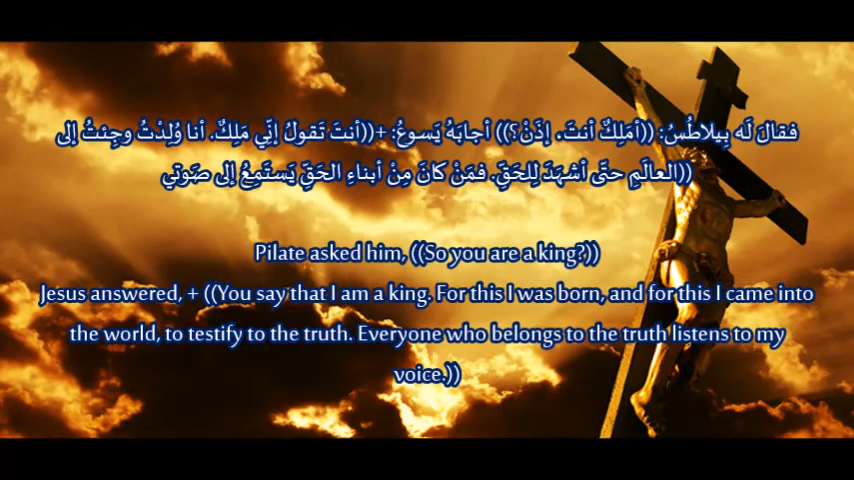 فقالَ لَه بِيلاطُسُ: ((أمَلِكٌ أنتَ. إذَنْ؟)) أجابَهُ يَسوعُ: +((أنتَ تَقولُ إنِّي مَلِكٌ. أنا وُلِدْتُ وجِئتُ إلى
العالَمِ حتّى أشْهَدَ لِلحَقِّ. فمَنْ كانَ مِنْ أبناءِ الحَقِّ يَستَمِعُ إلى صَوتي))
Pilate asked him, ((So you are a king?))
Jesus answered, + ((You say that I am a king. For this I was born, and for this I came into
the world, to testify to the truth. Everyone who belongs to the truth listens to my
voice.))